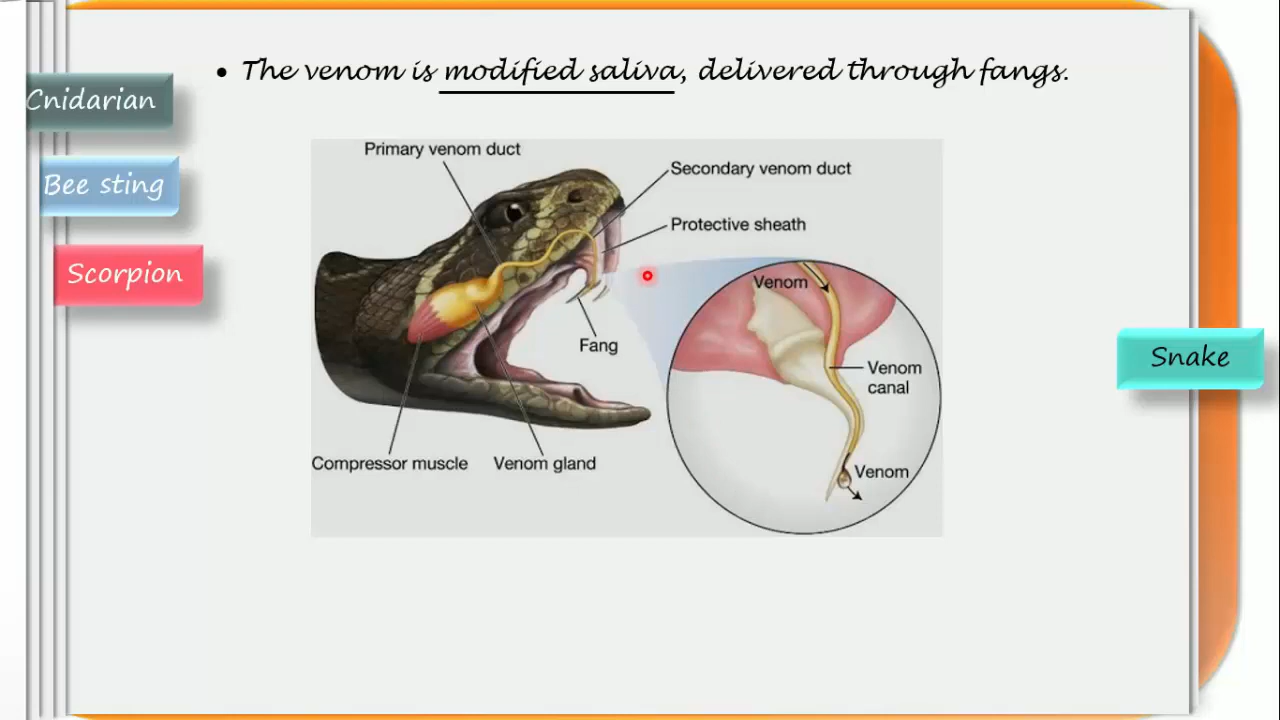 • The venom is modified saliva, delivered through fangs.
Cnidarian
Bee sting
Scorpion
Primary venom duct
Secondary venom duct
Protective sheath
Fang
Compressor muscle
Venom gland
Venom
Venom
canal
Venom
Snake